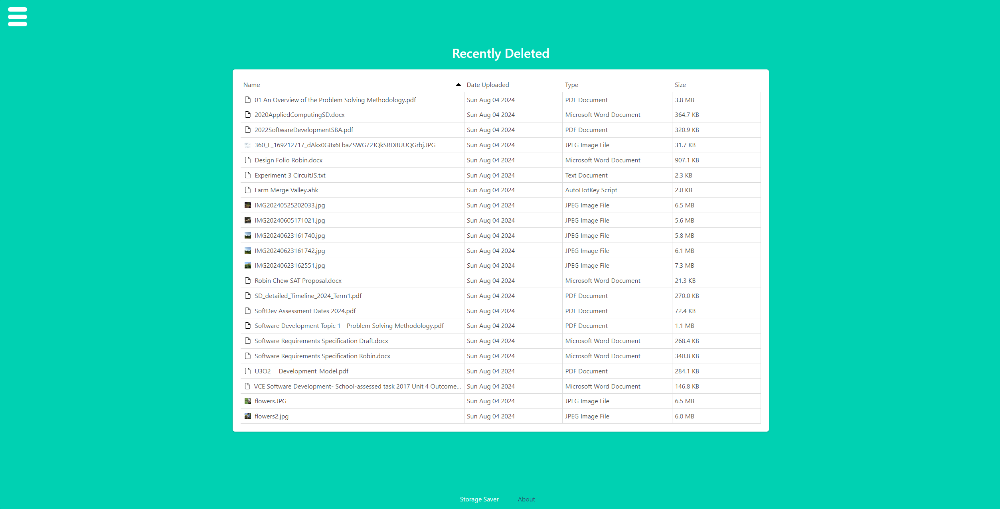 Recently Deleted
Name Date Uploaded Type Size
01 An Overview of the Problem Solving Methodology.pdf Sun Aug 04 2024 PDF Document 3.8 MB
2020AppliedComputingSD.docx Sun Aug 04 2024 Microsoft Word Document 364.7 KB
2022SoftwareDevelopmentSBA.pdf Sun Aug 04 2024 PDF Document 320.9 KB
360_F_169212717_dAkx0G8x6FbaZSWG72JQkSRD8UUQGrbj.JPG Sun Aug 04 2024 JPEG Image File 31.7 KB
Design Folio Robin.docx Sun Aug 04 2024 Microsoft Word Document 907.1 KB
Experiment 3 CircuitJS.txt Sun Aug 04 2024 Text Document 2.3 KB
Farm Merge Valley.ahk Sun Aug 04 2024 AutoHotKey Script 2.0 KB
IMG20240525202033.jpg Sun Aug 04 2024 JPEG Image File 6.5 MB
IMG20240605171021.jpg Sun Aug 04 2024 JPEG Image File 5.6 MB
IMG20240623161740.jpg Sun Aug 04 2024 JPEG Image File 5.8 MB
IMG20240623161742.jpg Sun Aug 04 2024 JPEG Image File 6.1 MB
IMG20240623162551.jpg Sun Aug 04 2024 JPEG Image File 7.3 MB
Robin Chew SAT Proposal.docx Sun Aug 04 2024 Microsoft Word Document 21.3 KB
SD_detailed_Timeline_2024_Term1.pdf Sun Aug 04 2024 PDF Document 270.0 KB
SoftDev Assessment Dates 2024.pdf Sun Aug 04 2024 PDF Document 72.4 KB
Software Development Topic 1 - Problem Solving Methodology.pdf Sun Aug 04 2024 PDF Document 1.1 MB
Software Requirements Specification Draft.docx Sun Aug 04 2024 Microsoft Word Document 268.4 KB
Software Requirements Specification Robin.docx Sun Aug 04 2024 Microsoft Word Document 340.8 KB
U3O2___Development_Model.pdf Sun Aug 04 2024 PDF Document 284.1 KB
VCE Software Development- School-assessed task 2017 Unit 4 Outcome... Sun Aug 04 2024 Microsoft Word Document 146.8 KB
flowers.JPG Sun Aug 04 2024 JPEG Image File 6.5 MB
flowers2.jpg Sun Aug 04 2024 JPEG Image File 6.0 MB
Storage Saver About